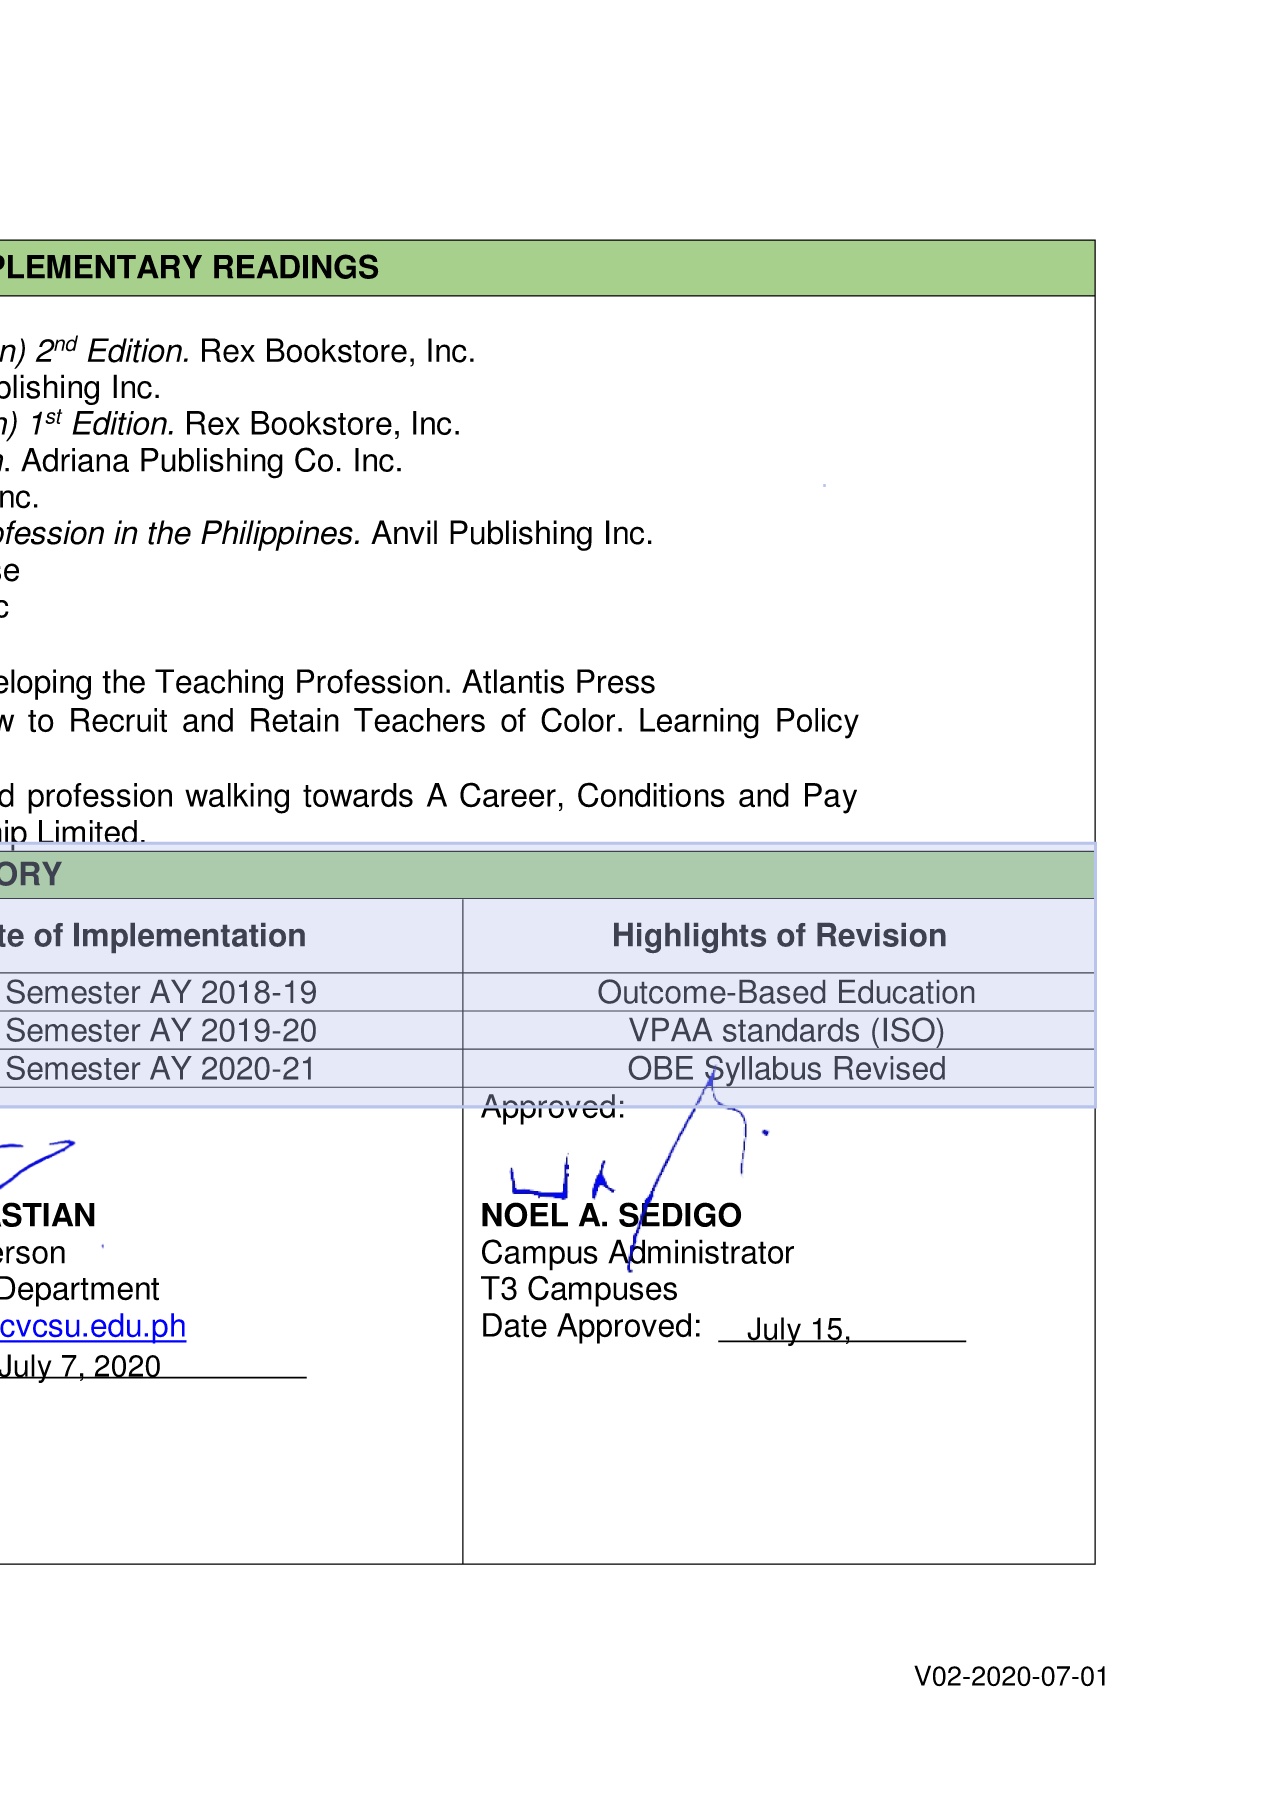 PLEMENTARY READINGS
n) 2nd Edition. Rex Bookstore, Inc.
blishing Inc.
n) 1st Edition. Rex Bookstore, Inc.
n. Adriana Publishing Co. Inc.
nc.
ofession in the Philippines. Anvil Publishing Inc.
se
c
eloping the Teaching Profession. Atlantis Press
w to Recruit and Retain Teachers of Color. Learning Policy
d profession walking towards A Career, Conditions and Pay
hip Limited.
ORY
te of Implementation Highlights of Revision
Semester AY 2018-19 Outcome-Based Education
Semester AY 2019-20 VPAA standards (ISO)
Semester AY 2020-21 OBE Syllabus Revised
Approved:
ASTIAN
erson
Department
cvcsu.edu.ph
July 7, 2020
NOEL A. SEDIGO
Campus Administrator
T3 Campuses
Date Approved: July 15,
V02-2020-07-01